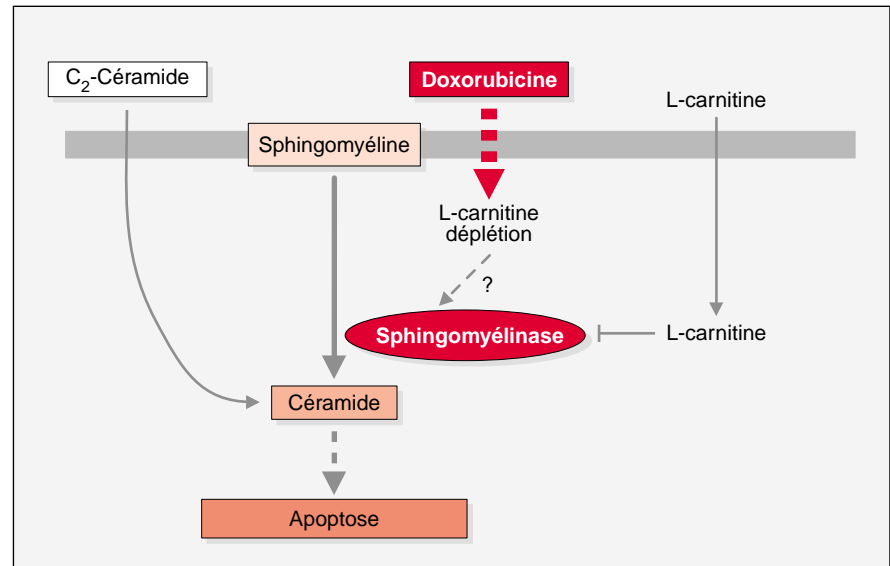 C₂-Céramide
Doxorubicine
L-carnitine
Sphingomyéline
L-carnitine
déplétion
?
Sphingomyélinase
L-carnitine
Céramide
Apoptose